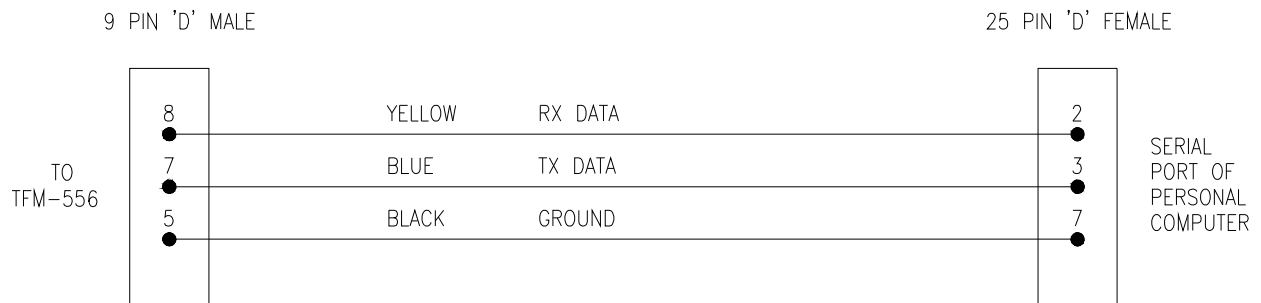 9 PIN 'D' MALE
25 PIN 'D' FEMALE
8 YELLOW RX DATA 2
7 BLUE TX DATA 3
5 BLACK GROUND 7
TO
TFM-556
SERIAL
PORT OF
PERSONAL
COMPUTER